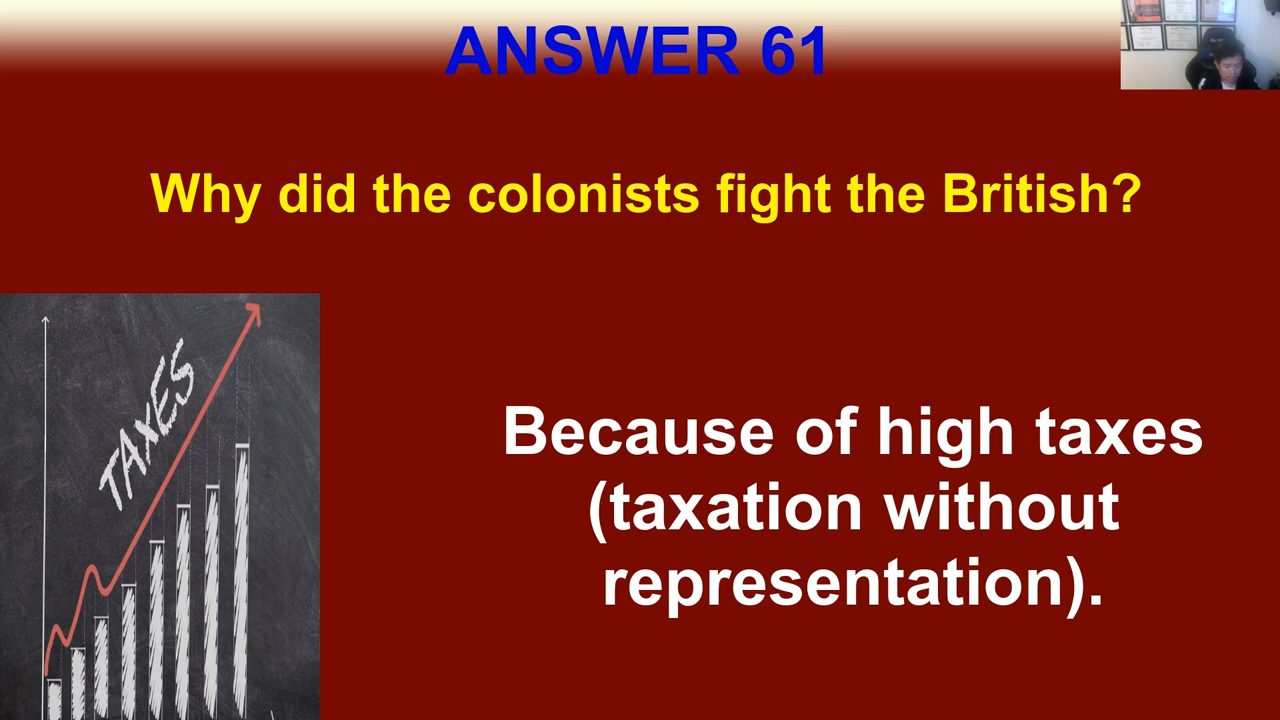 ANSWER 61
Why did the colonists fight the British?
TAXES
Because of high taxes
(taxation without
representation).